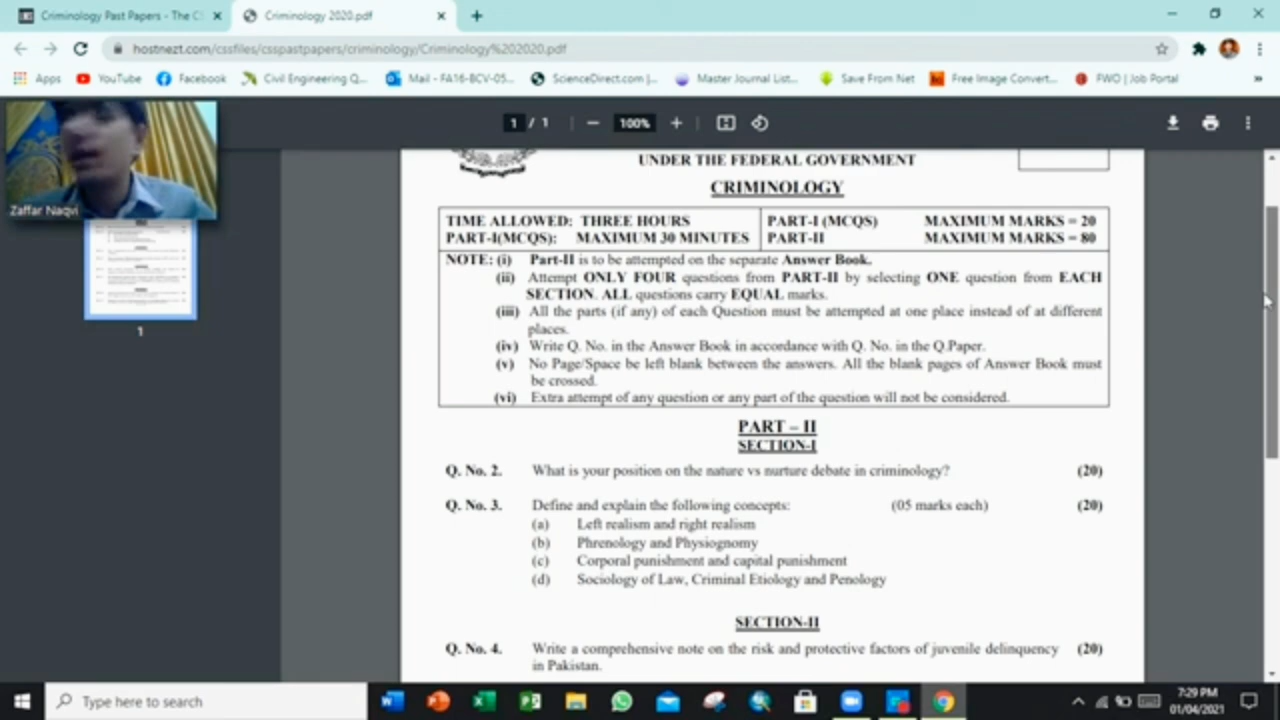 Criminology Past Papers - The C
Criminology 2020.pdf
hostnezt.com/cssfiles/csspastpapers/criminology/Criminology%202020.pdf
Apps YouTube Facebook Civil Engineering Q... Mail - FA16-BCV-05... ScienceDirect.com |... Master Journal List... Save From Net Free Image Convert... FWO | Job Portal »
1 / 1 — 100% +
Zaffar Naqvi
1
UNDER THE FEDERAL GOVERNMENT
CRIMINOLOGY
TIME ALLOWED: THREE HOURS PART-I (MCQS) MAXIMUM MARKS = 20
PART-I(MCQS): MAXIMUM 30 MINUTES PART-II MAXIMUM MARKS = 80
NOTE: (i) Part-II is to be attempted on the separate Answer Book.
(ii) Attempt ONLY FOUR questions from PART-II by selecting ONE question from EACH
SECTION. ALL questions carry EQUAL marks.
(iii) All the parts (if any) of each Question must be attempted at one place instead of at different
places.
(iv) Write Q. No. in the Answer Book in accordance with Q. No. in the Q.Paper.
(v) No Page/Space be left blank between the answers. All the blank pages of Answer Book must
be crossed.
(vi) Extra attempt of any question or any part of the question will not be considered.
PART – II
SECTION-I
Q. No. 2. What is your position on the nature vs nurture debate in criminology? (20)
Q. No. 3. Define and explain the following concepts: (05 marks each) (20)
(a) Left realism and right realism
(b) Phrenology and Physiognomy
(c) Corporal punishment and capital punishment
(d) Sociology of Law, Criminal Etiology and Penology
SECTION-II
Q. No. 4. Write a comprehensive note on the risk and protective factors of juvenile delinquency (20)
in Pakistan.
Type here to search
7:29 PM
01/04/2021